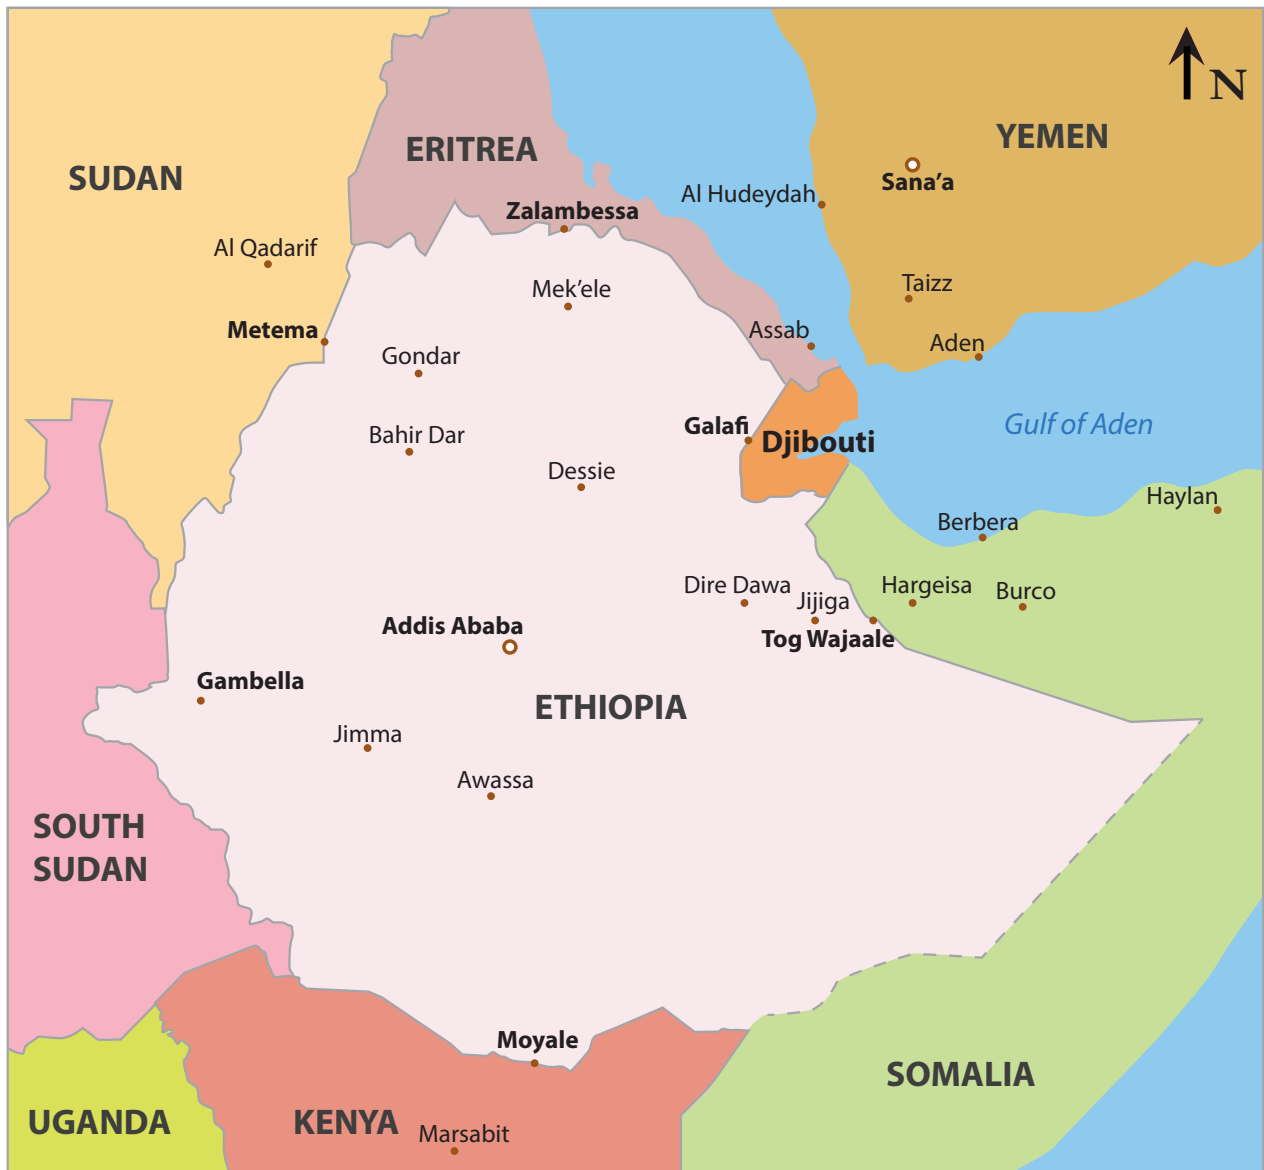 N
YEMEN
ERITREA
SUDAN
Sana’a
Al Hudeydah
Zalambessa
Al Qadarif
Taizz
Mek’ele
Metema
Assab
Aden
Gondar
Gulf of Aden
Galafi
Djibouti
Bahir Dar
Dessie
Haylan
Berbera
Dire Dawa
Hargeisa
Burco
Jijiga
Addis Ababa
Tog Wajaale
Gambella
ETHIOPIA
Jimma
Awassa
SOUTH
SUDAN
Moyale
SOMALIA
UGANDA
KENYA
Marsabit